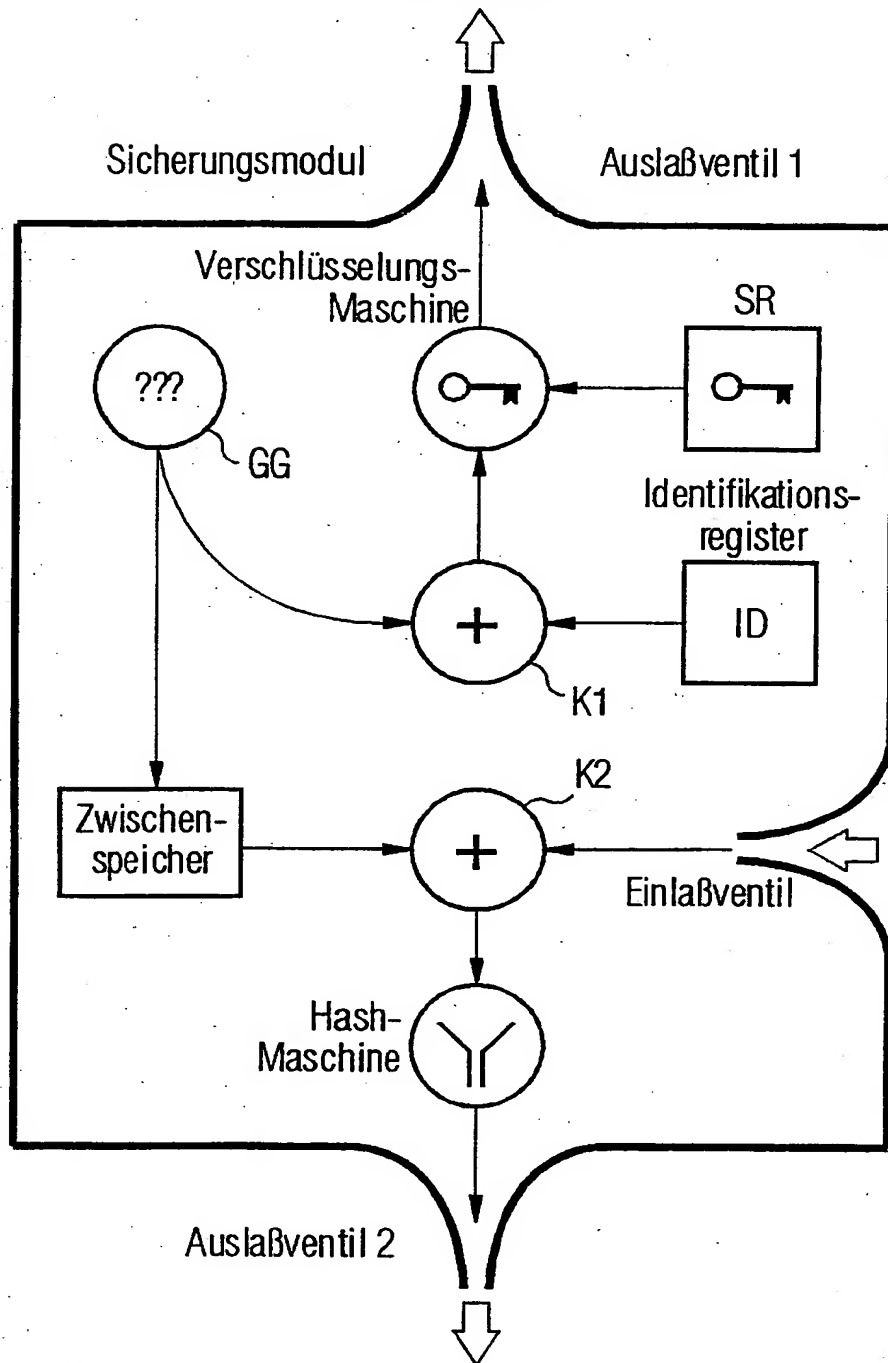 Sicherungsmodul
Auslaßventil 1
Verschlüsselungs-
Maschine
SR
???
GG
Identifikations-
register
+
ID
K1
K2
Zwischen-
speicher
+
Einlaßventil
Hash-
Maschine
Auslaßventil 2